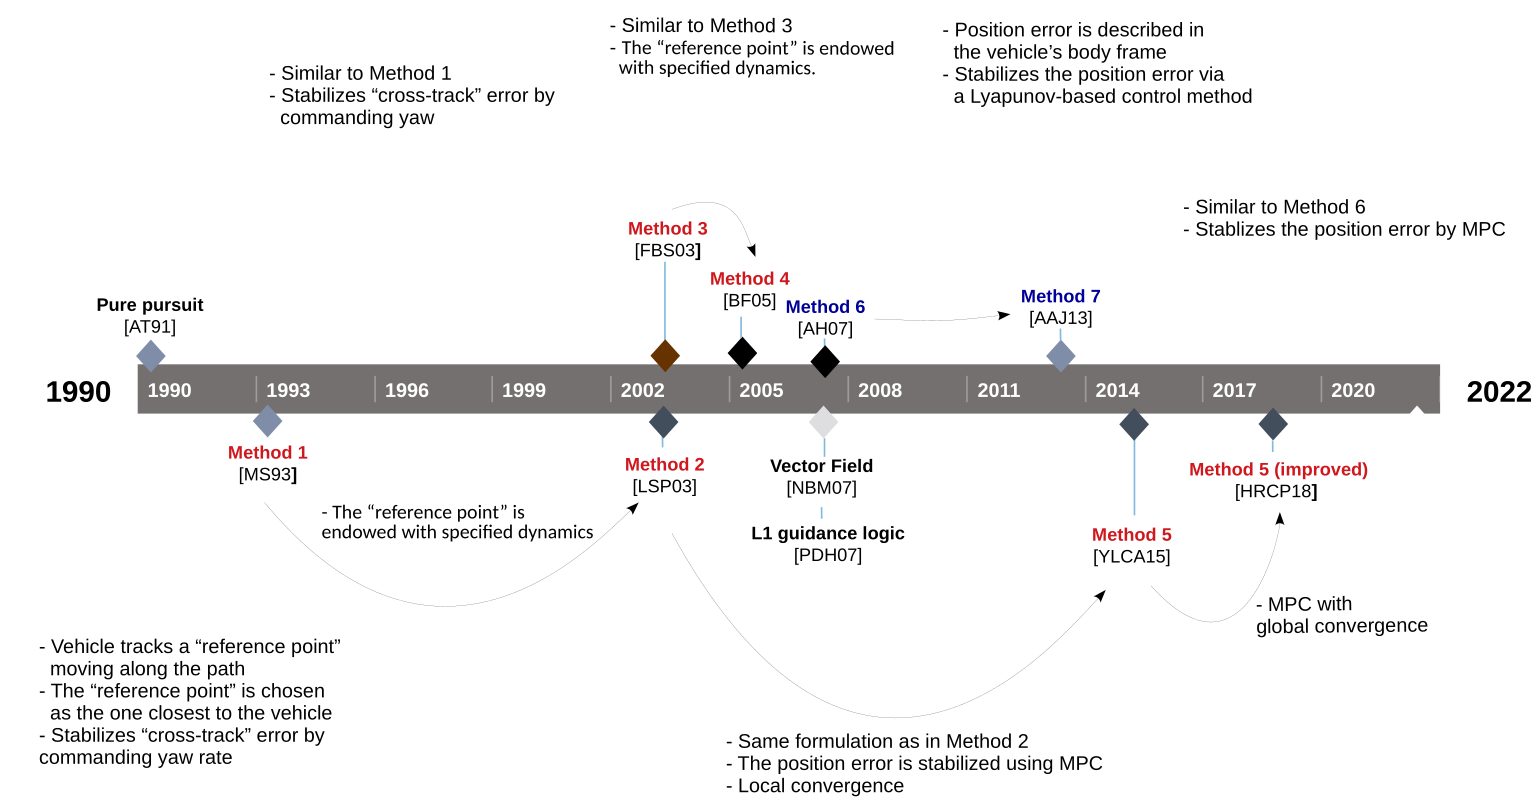 - Similar to Method 3
- The “reference point” is endowed
with specified dynamics.
- Position error is described in
the vehicle’s body frame
- Stabilizes the position error via
a Lyapunov-based control method
- Similar to Method 1
- Stabilizes “cross-track” error by
commanding yaw
- Similar to Method 6
- Stablizes the position error by MPC
Method 3
[FBS03]
Method 4
[BF05]
Method 6
[AH07]
Method 7
[AAJ13]
Pure pursuit
[AT91]
1990
1990 1993 1996 1999 2002 2005 2008 2011 2014 2017 2020
2022
Method 1
[MS93]
Method 2
[LSP03]
Vector Field
[NBM07]
L1 guidance logic
[PDH07]
Method 5 (improved)
[HRCP18]
Method 5
[YLCA15]
- The “reference point” is
endowed with specified dynamics
- MPC with
global convergence
- Vehicle tracks a “reference point”
moving along the path
- The “reference point” is chosen
as the one closest to the vehicle
- Stabilizes “cross-track” error by
commanding yaw rate
- Same formulation as in Method 2
- The position error is stabilized using MPC
- Local convergence